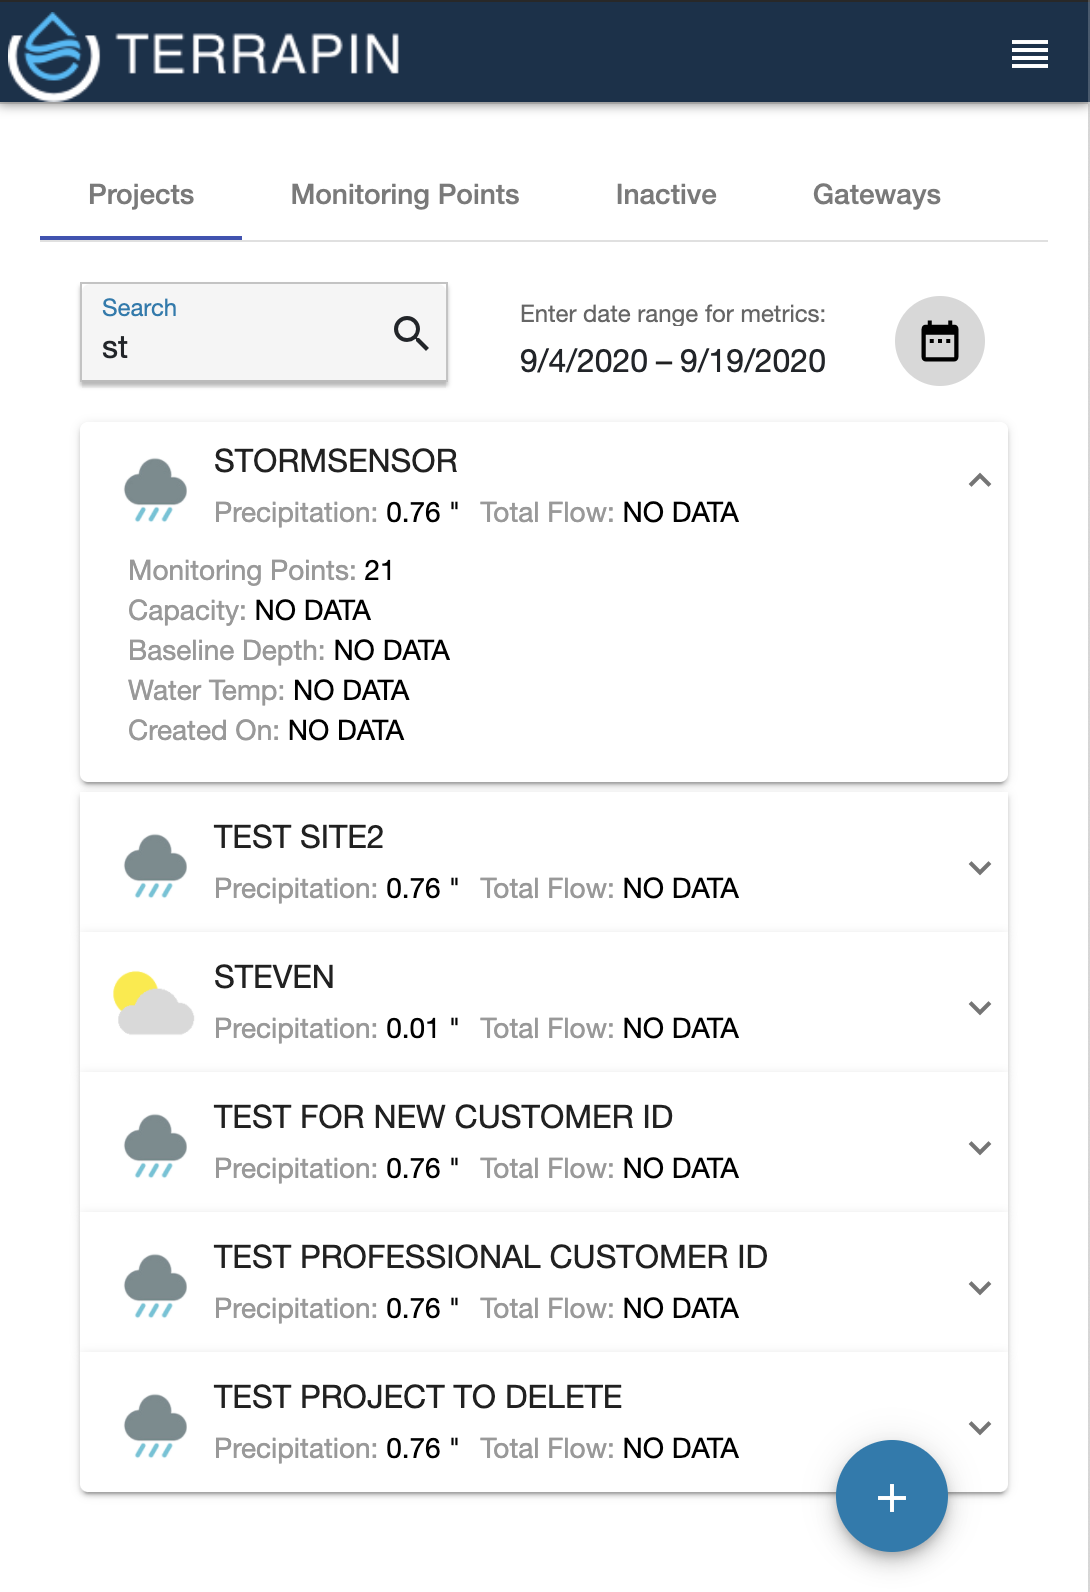 TERRAPIN
Projects Monitoring Points Inactive Gateways
Search
st
Enter date range for metrics:
9/4/2020 – 9/19/2020
STORMSENSOR
Precipitation: 0.76 " Total Flow: NO DATA
Monitoring Points: 21
Capacity: NO DATA
Baseline Depth: NO DATA
Water Temp: NO DATA
Created On: NO DATA
TEST SITE2
Precipitation: 0.76 " Total Flow: NO DATA
STEVEN
Precipitation: 0.01 " Total Flow: NO DATA
TEST FOR NEW CUSTOMER ID
Precipitation: 0.76 " Total Flow: NO DATA
TEST PROFESSIONAL CUSTOMER ID
Precipitation: 0.76 " Total Flow: NO DATA
TEST PROJECT TO DELETE
Precipitation: 0.76 " Total Flow: NO DATA
+